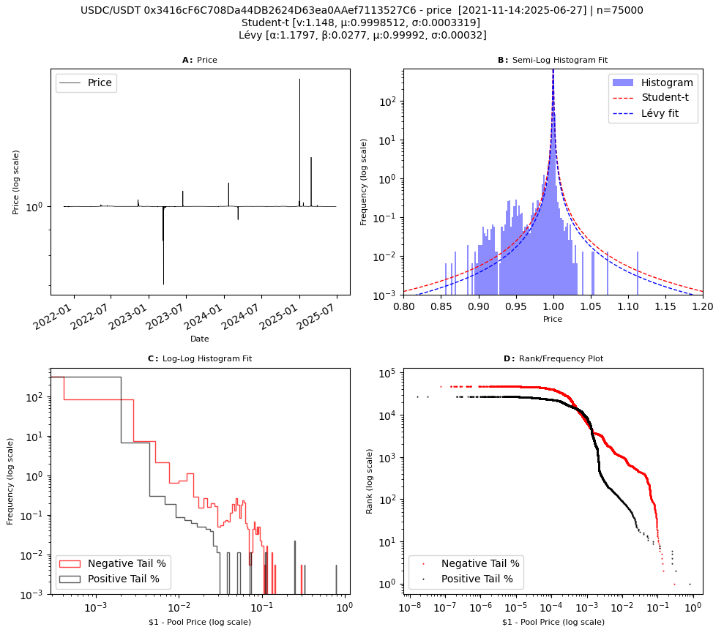 USDC/USDT 0x3416cF6C708Da44DB2624D63ea0AAef7113527C6 - price [2021-11-14:2025-06-27] | n=75000
Student-t [ν:1.148, μ:0.9998512, σ:0.0003319]
Lévy [α:1.1797, β:0.0277, μ:0.99992, σ:0.00032]
A: Price
Price (log scale)
10⁰
Price
2022-01 2022-07 2023-01 2023-07 2024-01 2024-07 2025-01 2025-07
Date
B: Semi-Log Histogram Fit
Frequency (log scale)
10² 10¹ 10⁰ 10⁻¹ 10⁻² 10⁻³
Histogram
Student-t
Lévy fit
0.80 0.85 0.90 0.95 1.00 1.05 1.10 1.15 1.20
Price
C: Log-Log Histogram Fit
Frequency (log scale)
10² 10¹ 10⁰ 10⁻¹ 10⁻² 10⁻³
Negative Tail %
Positive Tail %
10⁻³ 10⁻² 10⁻¹ 10⁰
$1 - Pool Price (log scale)
D: Rank/Frequency Plot
Rank (log scale)
10⁵ 10⁴ 10³ 10² 10¹ 10⁰
Negative Tail %
Positive Tail %
10⁻⁸ 10⁻⁷ 10⁻⁶ 10⁻⁵ 10⁻⁴ 10⁻³ 10⁻² 10⁻¹ 10⁰
$1 - Pool Price (log scale)